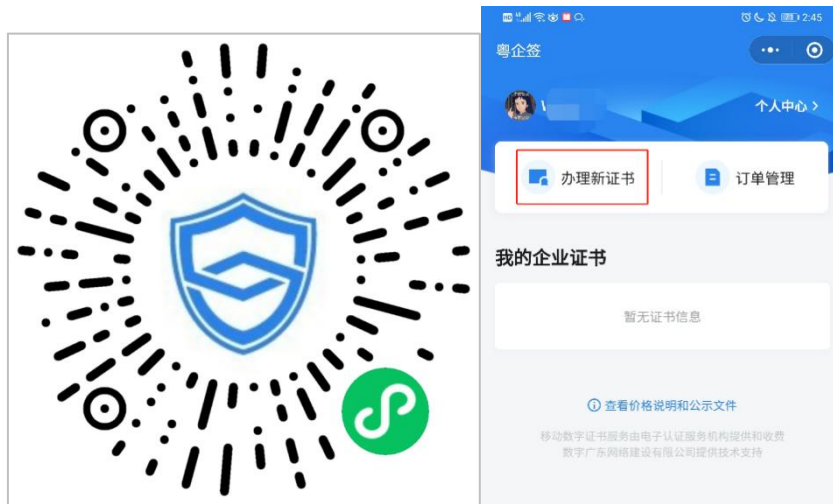 2:45
粤企签
个人中心 >
办理新证书
订单管理
我的企业证书
暂无证书信息
查看价格说明和公示文件
移动数字证书服务由电子认证服务机构提供和收费
数字广东网络建设有限公司提供技术支持